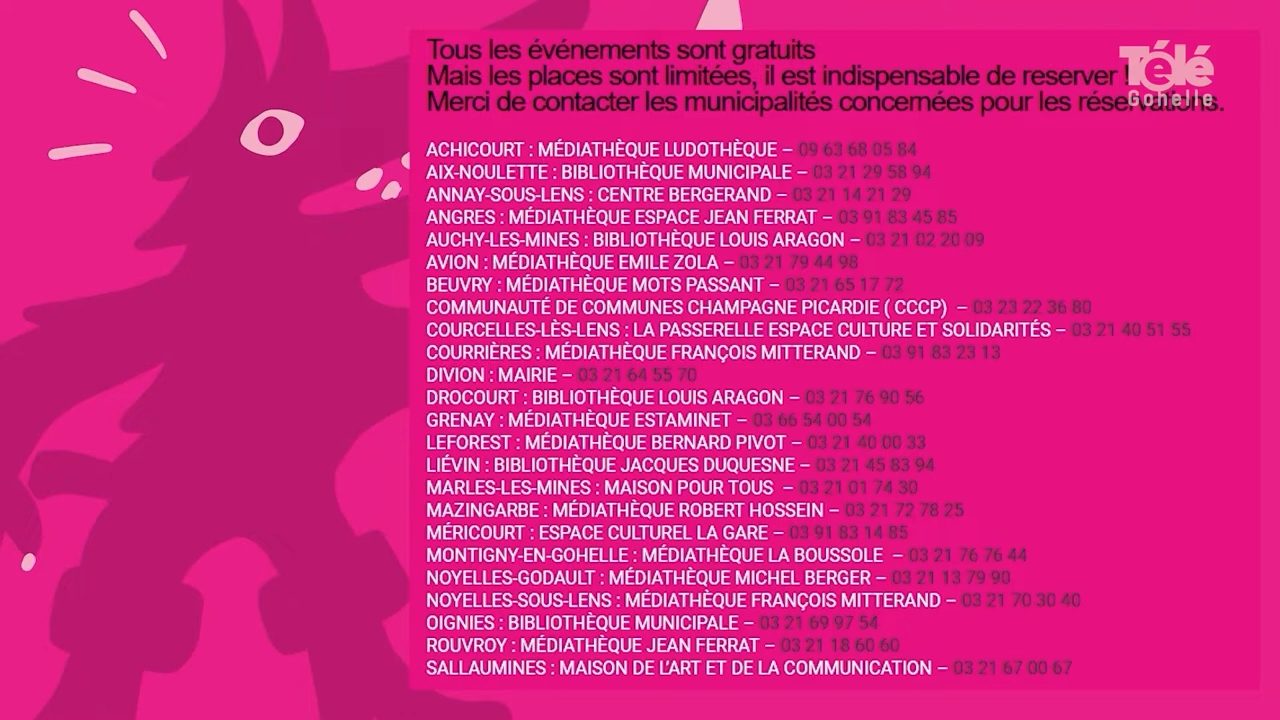 Tous les événements sont gratuits
Mais les places sont limitées, il est indispensable de reserver !
Merci de contacter les municipalités concernées pour les réservations.
Télé
Gohelle
ACHICOURT : MÉDIATHÈQUE LUDOTHÈQUE – 09 63 68 05 84
AIX-NOULETTE : BIBLIOTHÈQUE MUNICIPALE – 03 21 29 58 94
ANNAY-SOUS-LENS : CENTRE BERGERAND – 03 21 14 21 29
ANGRES : MÉDIATHÈQUE ESPACE JEAN FERRAT – 03 91 83 45 85
AUCHY-LES-MINES : BIBLIOTHÈQUE LOUIS ARAGON – 03 21 02 20 09
AVION : MÉDIATHÈQUE EMILE ZOLA – 03 21 79 44 98
BEUVRY : MÉDIATHÈQUE MOTS PASSANT – 03 21 65 17 72
COMMUNAUTÉ DE COMMUNES CHAMPAGNE PICARDIE ( CCCP) – 03 23 22 36 80
COURCELLES-LÈS-LENS : LA PASSERELLE ESPACE CULTURE ET SOLIDARITÉS – 03 21 40 51 55
COURRIÈRES : MÉDIATHÈQUE FRANÇOIS MITTERAND – 03 91 83 23 13
DIVION : MAIRIE – 03 21 64 55 70
DROCOURT : BIBLIOTHÈQUE LOUIS ARAGON – 03 21 76 90 56
GRENAY : MÉDIATHÈQUE ESTAMINET – 03 66 54 00 54
LEFOREST : MÉDIATHÈQUE BERNARD PIVOT – 03 21 40 00 33
LIÉVIN : BIBLIOTHÈQUE JACQUES DUQUESNE – 03 21 45 83 94
MARLES-LES-MINES : MAISON POUR TOUS – 03 21 01 74 30
MAZINGARBE : MÉDIATHÈQUE ROBERT HOSSEIN – 03 21 72 78 25
MÉRICOURT : ESPACE CULTUREL LA GARE – 03 91 83 14 85
MONTIGNY-EN-GOHELLE : MÉDIATHÈQUE LA BOUSSOLE – 03 21 76 76 44
NOYELLES-GODAULT : MÉDIATHÈQUE MICHEL BERGER – 03 21 13 79 90
NOYELLES-SOUS-LENS : MÉDIATHÈQUE FRANÇOIS MITTERAND – 03 21 70 30 40
OIGNIES : BIBLIOTHÈQUE MUNICIPALE – 03 21 69 97 54
ROUVROY : MÉDIATHÈQUE JEAN FERRAT – 03 21 18 60 60
SALLAUMINES : MAISON DE L'ART ET DE LA COMMUNICATION – 03 21 67 00 67